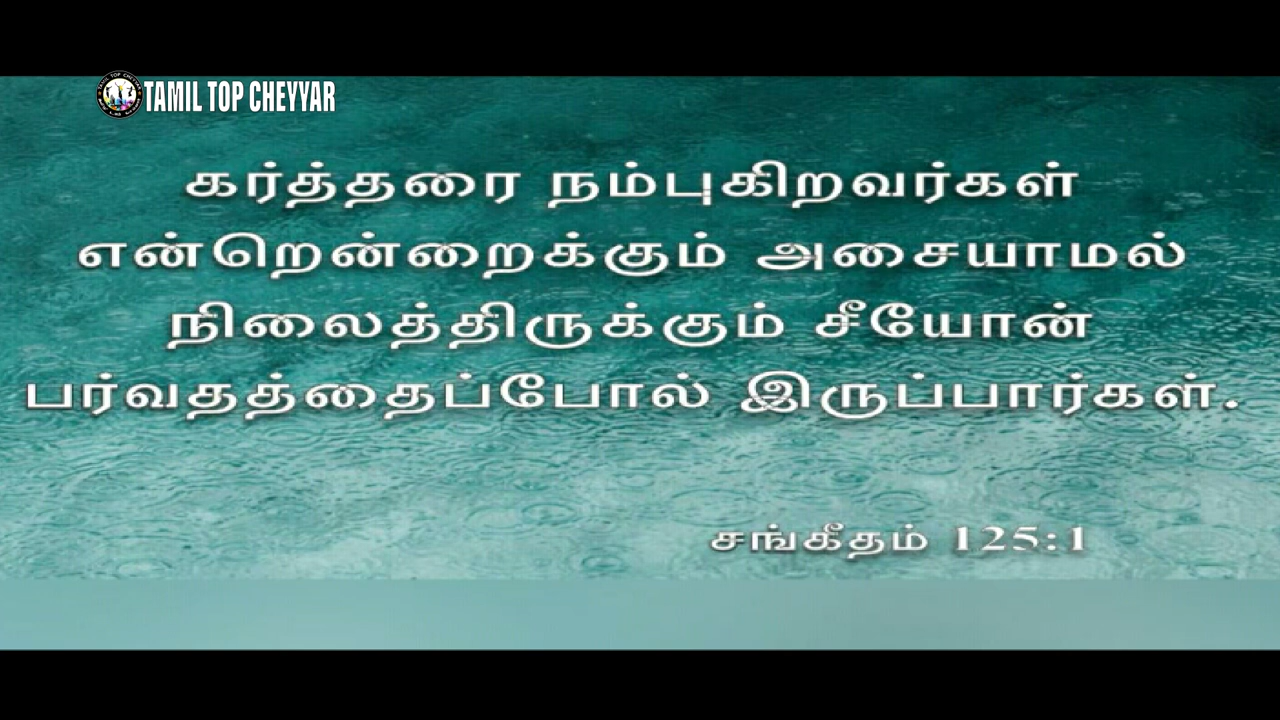 TAMIL TOP CHEYYAR
கர்த்தரை நம்புகிறவர்கள்
என்றென்றைக்கும் அசையாமல்
நிலைத்திருக்கும் சீயோன்
பர்வதத்தைப்போல் இருப்பார்கள்.
சங்கீதம் 125:1